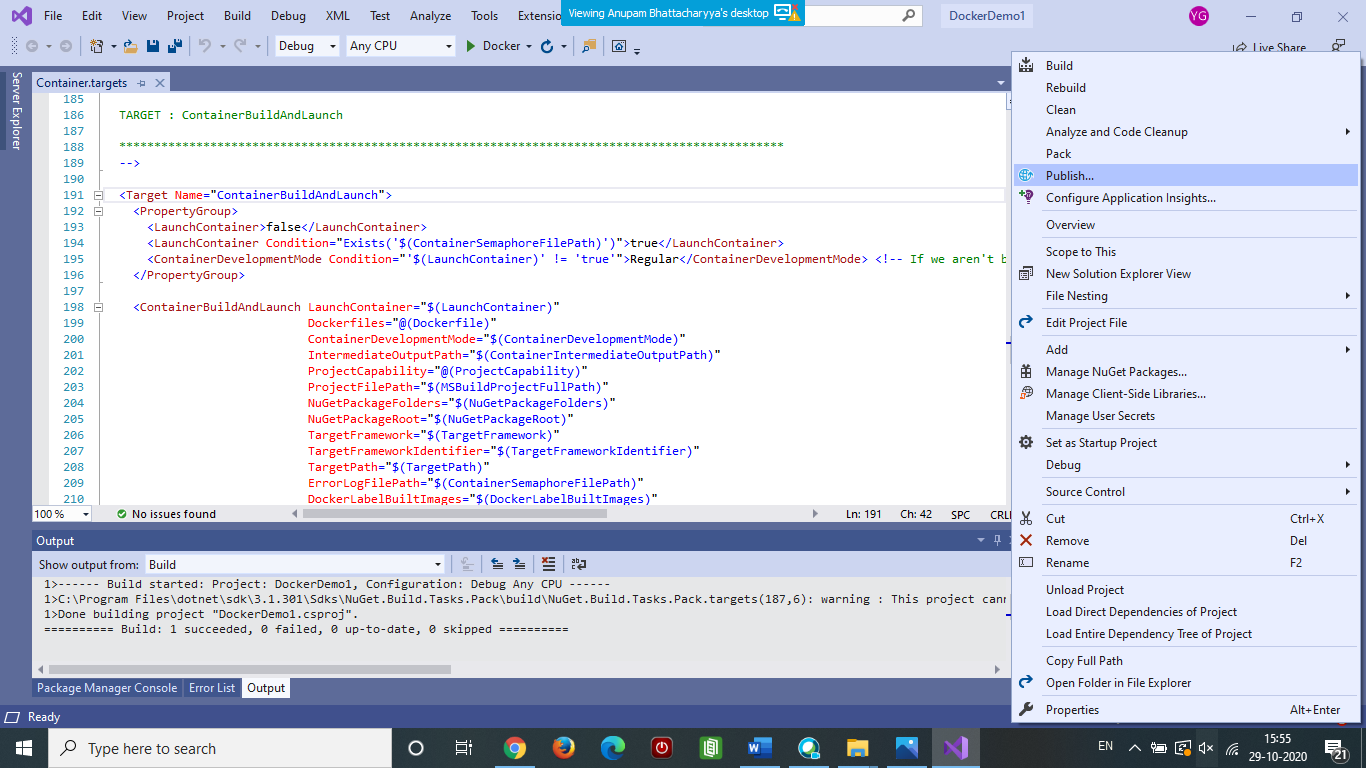 File Edit View Project Build Debug XML Test Analyze Tools Extensio
Viewing Anupam Bhattacharyya's desktop
DockerDemo1
YG
Debug Any CPU Docker
Live Share
Server Explorer
Container.targets
185
186 TARGET : ContainerBuildAndLaunch
187
188 ***********************************************************************************************
189 -->
190
191 <Target Name="ContainerBuildAndLaunch">
192 <PropertyGroup>
193 <LaunchContainer>false</LaunchContainer>
194 <LaunchContainer Condition="Exists('$(ContainerSemaphoreFilePath)')">true</LaunchContainer>
195 <ContainerDevelopmentMode Condition="'$(LaunchContainer)' != 'true'">Regular</ContainerDevelopmentMode> <!-- If we aren't b
196 </PropertyGroup>
197
198 <ContainerBuildAndLaunch LaunchContainer="$(LaunchContainer)"
199 Dockerfiles="@(Dockerfile)"
200 ContainerDevelopmentMode="$(ContainerDevelopmentMode)"
201 IntermediateOutputPath="$(ContainerIntermediateOutputPath)"
202 ProjectCapability="@(ProjectCapability)"
203 ProjectFilePath="$(MSBuildProjectFullPath)"
204 NuGetPackageFolders="$(NuGetPackageFolders)"
205 NuGetPackageRoot="$(NuGetPackageRoot)"
206 TargetFramework="$(TargetFramework)"
207 TargetFrameworkIdentifier="$(TargetFrameworkIdentifier)"
208 TargetPath="$(TargetPath)"
209 ErrorLogFilePath="$(ContainerSemaphoreFilePath)"
210 DockerLabelBuiltImages="$(DockerLabelBuiltImages)"
100 % No issues found Ln: 191 Ch: 42 SPC CRL
Output
Show output from: Build
1>------ Build started: Project: DockerDemo1, Configuration: Debug Any CPU ------
1>C:\Program Files\dotnet\sdk\3.1.301\Sdks\NuGet.Build.Tasks.Pack\build\NuGet.Build.Tasks.Pack.targets(187,6): warning : This project cann
1>Done building project "DockerDemo1.csproj".
========== Build: 1 succeeded, 0 failed, 0 up-to-date, 0 skipped ==========
Package Manager Console Error List Output
Ready
Build
Rebuild
Clean
Analyze and Code Cleanup
Pack
Publish...
Configure Application Insights...
Overview
Scope to This
New Solution Explorer View
File Nesting
Edit Project File
Add
Manage NuGet Packages...
Manage Client-Side Libraries...
Manage User Secrets
Set as Startup Project
Debug
Source Control
Cut Ctrl+X
Remove Del
Rename F2
Unload Project
Load Direct Dependencies of Project
Load Entire Dependency Tree of Project
Copy Full Path
Open Folder in File Explorer
Properties Alt+Enter
Type here to search
EN
15:55
29-10-2020
21